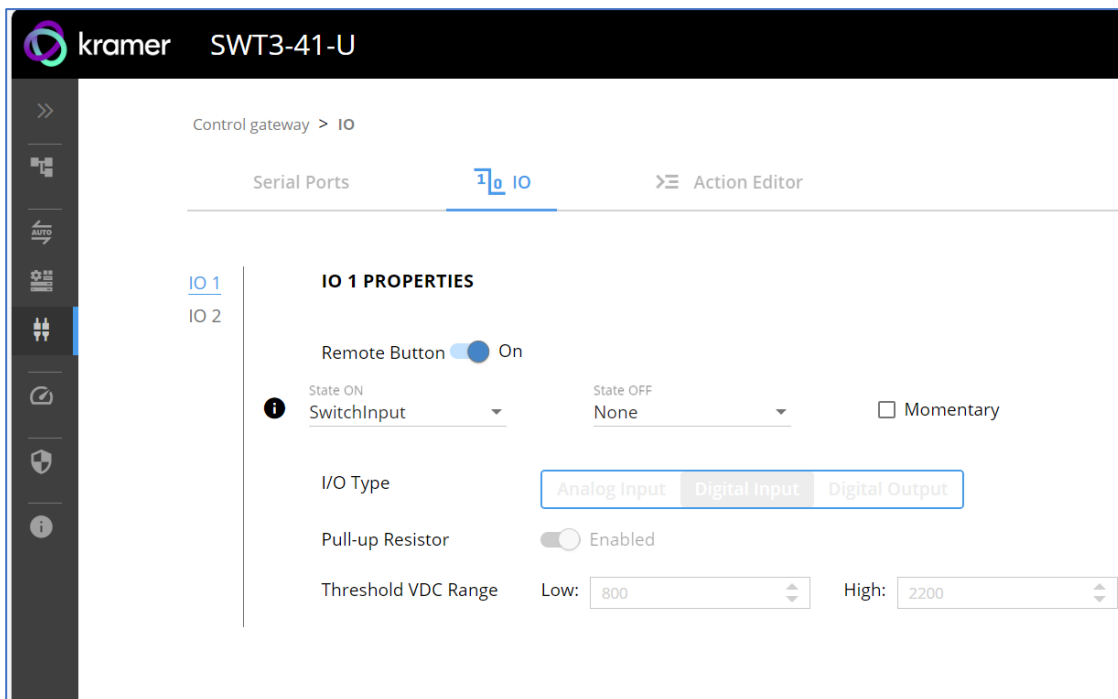 kramer SWT3-41-U
Control gateway > IO
Serial Ports 1 0 IO Action Editor
AUTO
IO 1
IO 2
IO 1 PROPERTIES
Remote Button On
State ON State OFF
SwitchInput None Momentary
I/O Type Analog Input Digital Input Digital Output
Pull-up Resistor Enabled
Threshold VDC Range Low: 800 High: 2200